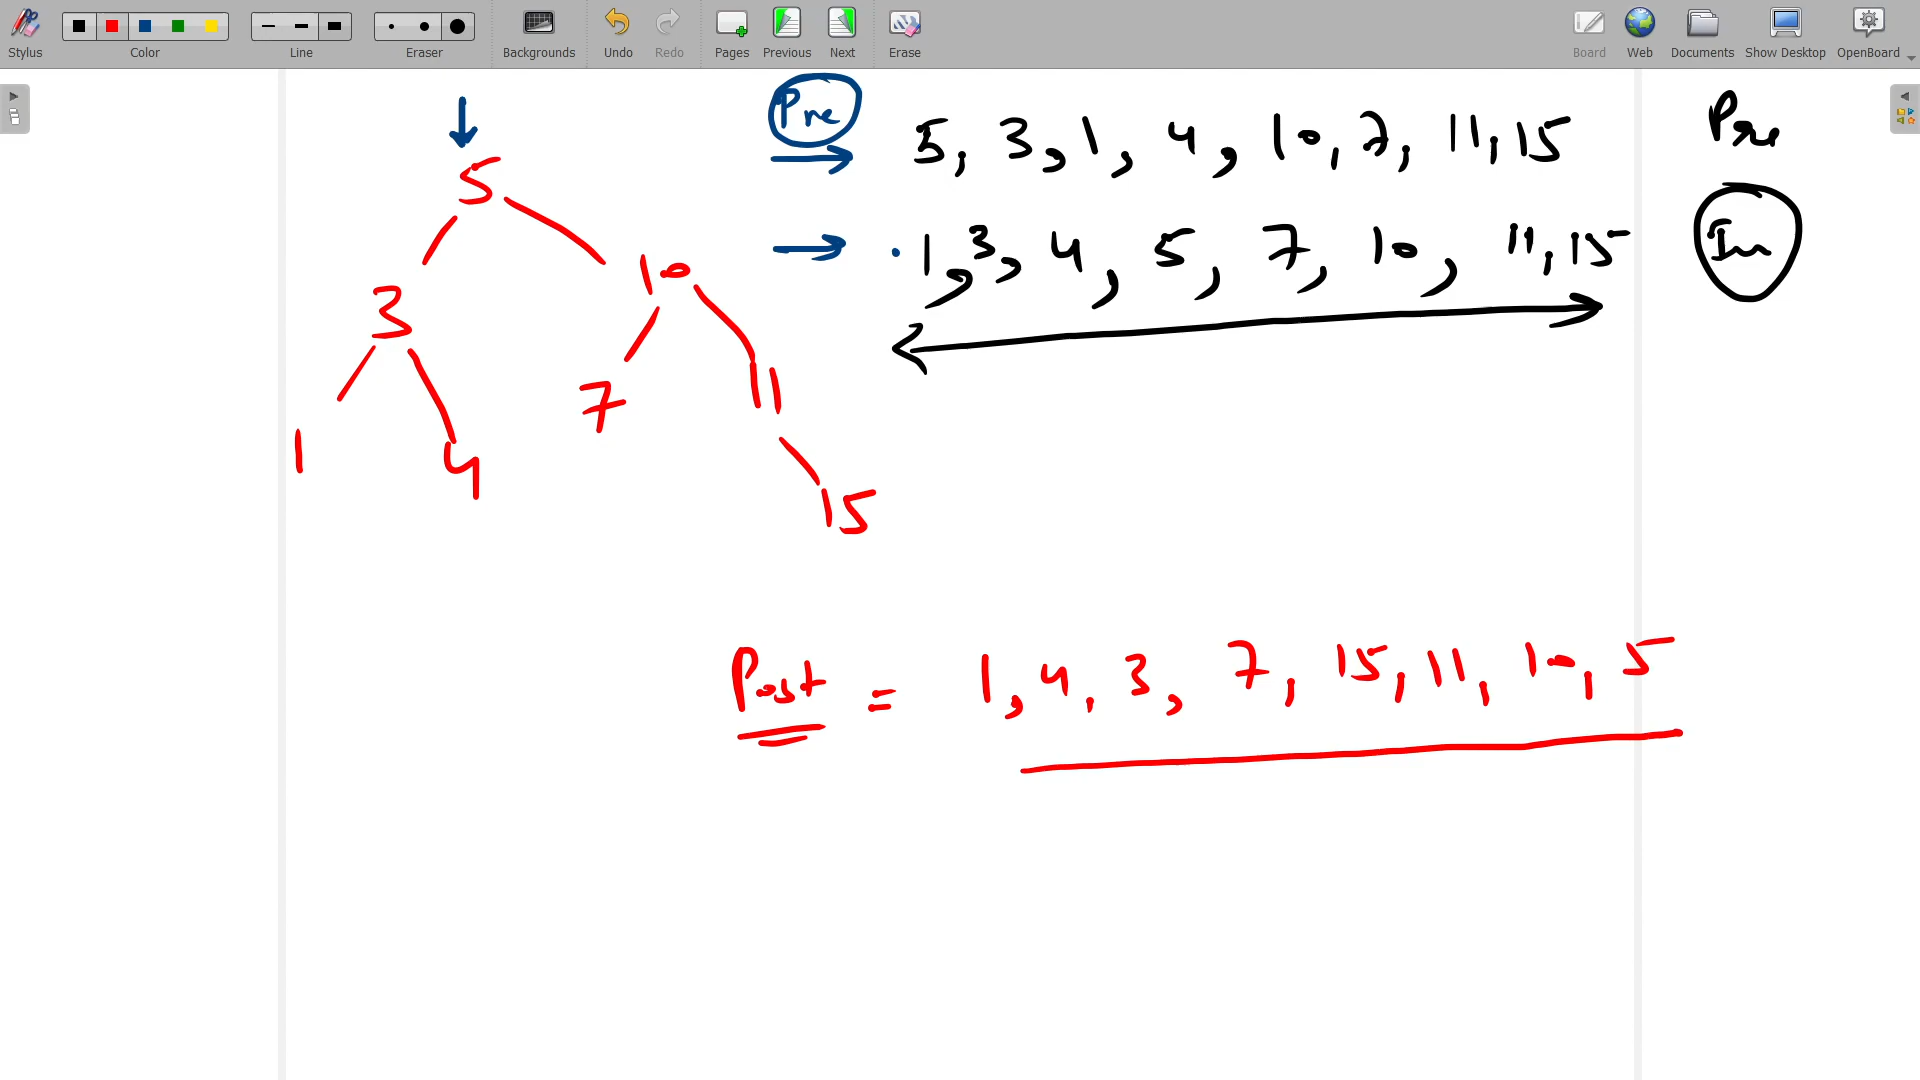 Stylus Color Line Eraser Backgrounds Undo Redo Pages Previous Next Erase Board Web Documents Show Desktop OpenBoard
Pre 5, 3, 1, 4, 10, 7, 11, 15 Pre
1, 3, 4, 5, 7, 10, 11, 15 In
5
3 10
1 4 7 11
15
Post = 1, 4, 3, 7, 15, 11, 10, 5